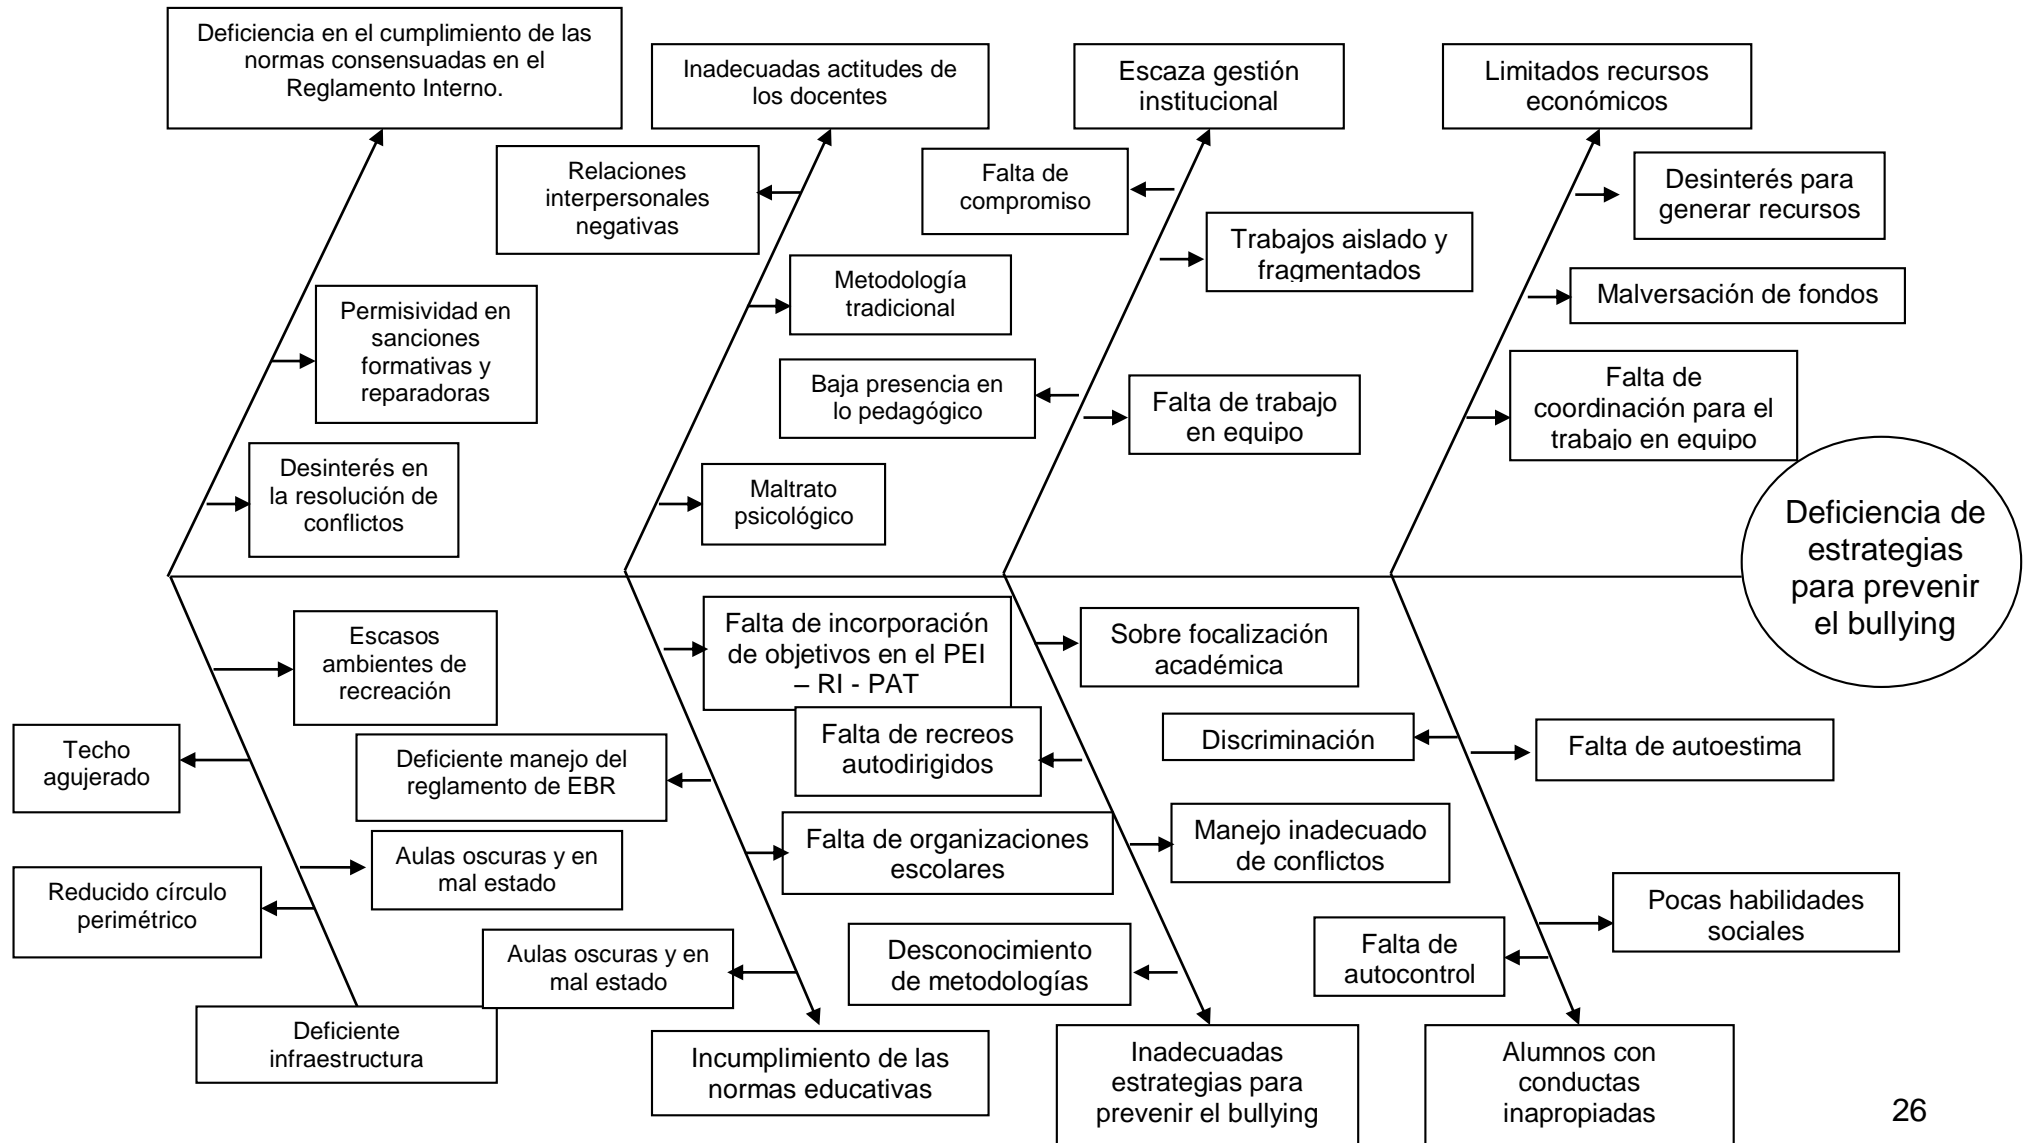 Deficiencia en el cumplimiento de las
normas consensuadas en el
Reglamento Interno.
Inadecuadas actitudes de
los docentes
Escaza gestión
institucional
Limitados recursos
económicos
Relaciones
interpersonales
negativas
Falta de
compromiso
Desinterés para
generar recursos
Trabajos aislado y
fragmentados
Metodología
tradicional
Malversación de fondos
Permisividad en
sanciones
formativas y
reparadoras
Baja presencia en
lo pedagógico
Falta de trabajo
en equipo
Falta de
coordinación para el
trabajo en equipo
Desinterés en
la resolución de
conflictos
Maltrato
psicológico
Deficiencia de
estrategias
para prevenir
el bullying
Escasos
ambientes de
recreación
Falta de incorporación
de objetivos en el PEI
– RI - PAT
Sobre focalización
académica
Techo
agujerado
Deficiente manejo del
reglamento de EBR
Falta de recreos
autodirigidos
Discriminación
Falta de autoestima
Aulas oscuras y en
mal estado
Falta de organizaciones
escolares
Manejo inadecuado
de conflictos
Reducido círculo
perimétrico
Aulas oscuras y en
mal estado
Desconocimiento
de metodologías
Falta de
autocontrol
Pocas habilidades
sociales
Deficiente
infraestructura
Incumplimiento de las
normas educativas
Inadecuadas
estrategias para
prevenir el bullying
Alumnos con
conductas
inapropiadas
26